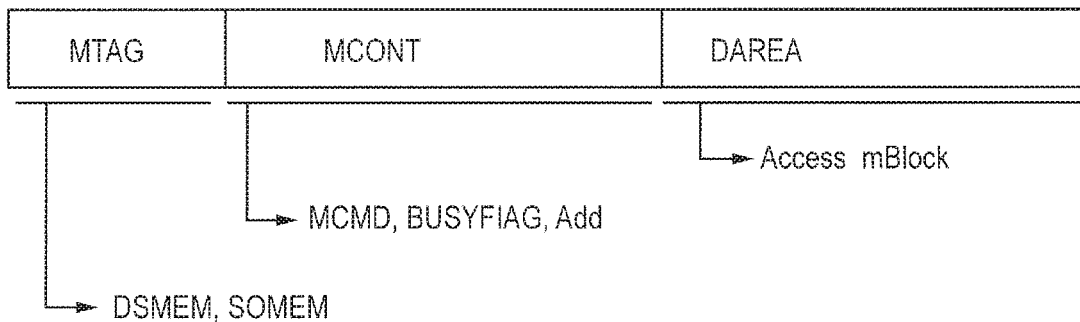 MTAG MCONT DAREA
Access mBlock
MCMD, BUSYFIAG, Add
DSMEM, SOMEM